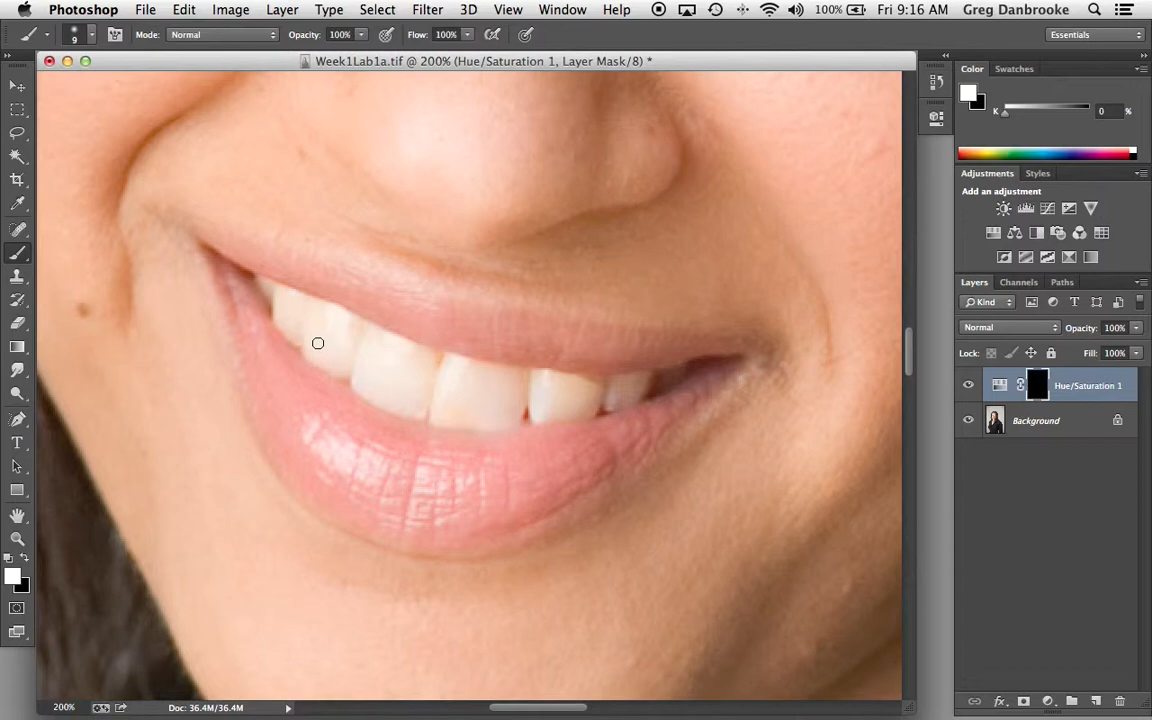 Photoshop File Edit Image Layer Type Select Filter 3D View Window Help 100% Fri 9:16 AM Greg Danbrooke
9 Mode: Normal Opacity: 100% Flow: 100% Essentials
Week1Lab1a.tif @ 200% (Hue/Saturation 1, Layer Mask/8) *
Color Swatches
K 0 %
Adjustments Styles
Add an adjustment
Layers Channels Paths
Kind
Normal Opacity: 100%
Lock: Fill: 100%
Hue/Saturation 1
Background
200% Doc: 36.4M/36.4M